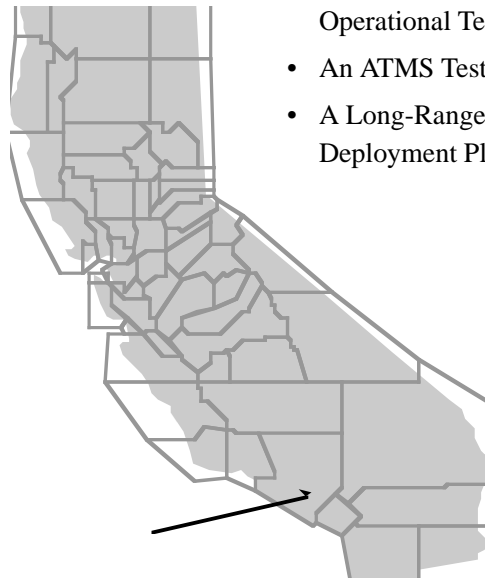 Operational Te
• An ATMS Test
• A Long-Range
Deployment Pl